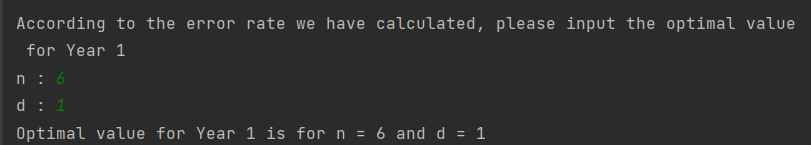 According to the error rate we have calculated, please input the optimal value
for Year 1
n : 6
d : 1
Optimal value for Year 1 is for n = 6 and d = 1